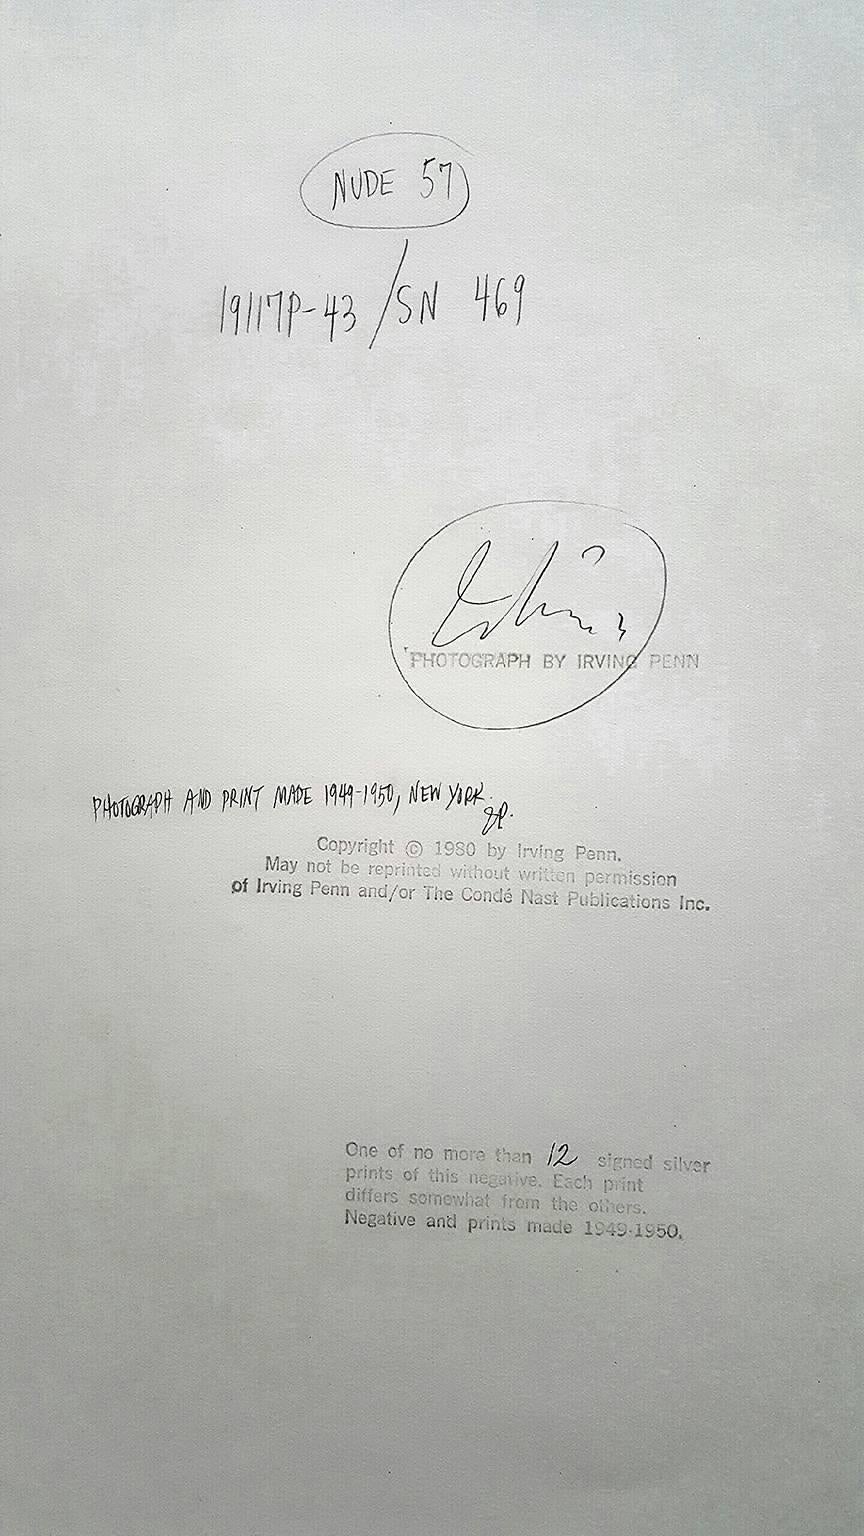 NUDE 57
19117P-43 / SN 469
PHOTOGRAPH BY IRVING PENN
PHOTOGRAPH AND PRINT MADE 1949-1950, NEW YORK.
IP.
Copyright © 1980 by Irving Penn.
May not be reprinted without written permission
of Irving Penn and/or The Condé Nast Publications Inc.
One of no more than 12 signed silver
prints of this negative. Each print
differs somewhat from the others.
Negative and prints made 1949-1950.